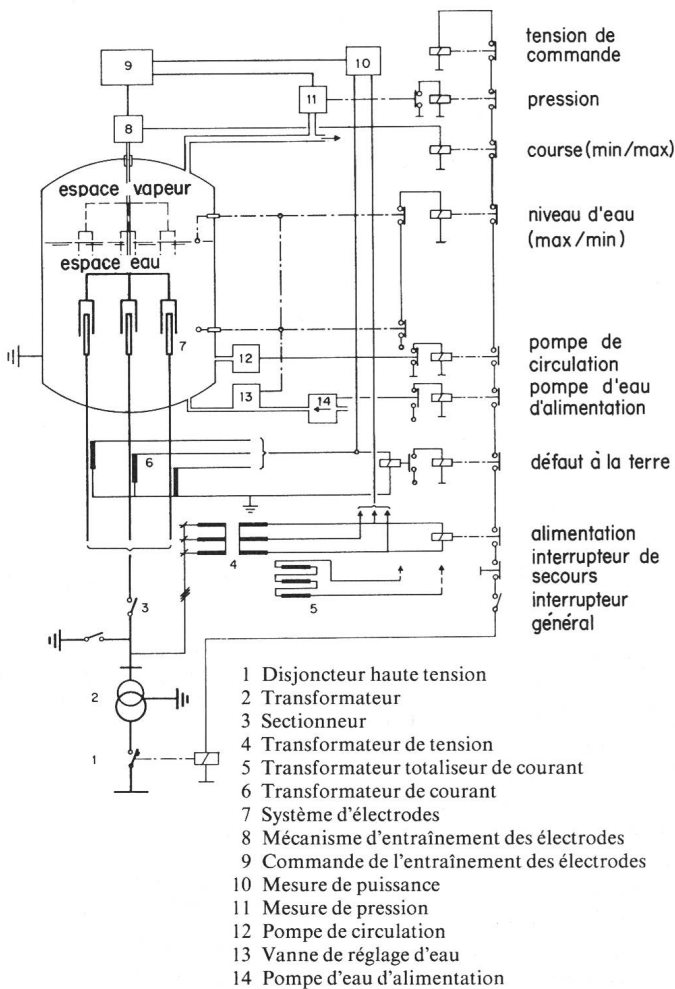 tension de
commande
9
10
11
pression
8
course (min/max)
espace vapeur
niveau d'eau
(max/min)
espace eau
7
pompe de
circulation
12
13
14
pompe d'eau
d'alimentation
6
défaut à la terre
alimentation
4
interrupteur de
secours
5
3
interrupteur
général
2
1
1 Disjoncteur haute tension
2 Transformateur
3 Sectionneur
4 Transformateur de tension
5 Transformateur totaliseur de courant
6 Transformateur de courant
7 Système d'électrodes
8 Mécanisme d'entraînement des électrodes
9 Commande de l'entraînement des électrodes
10 Mesure de puissance
11 Mesure de pression
12 Pompe de circulation
13 Vanne de réglage d'eau
14 Pompe d'eau d'alimentation